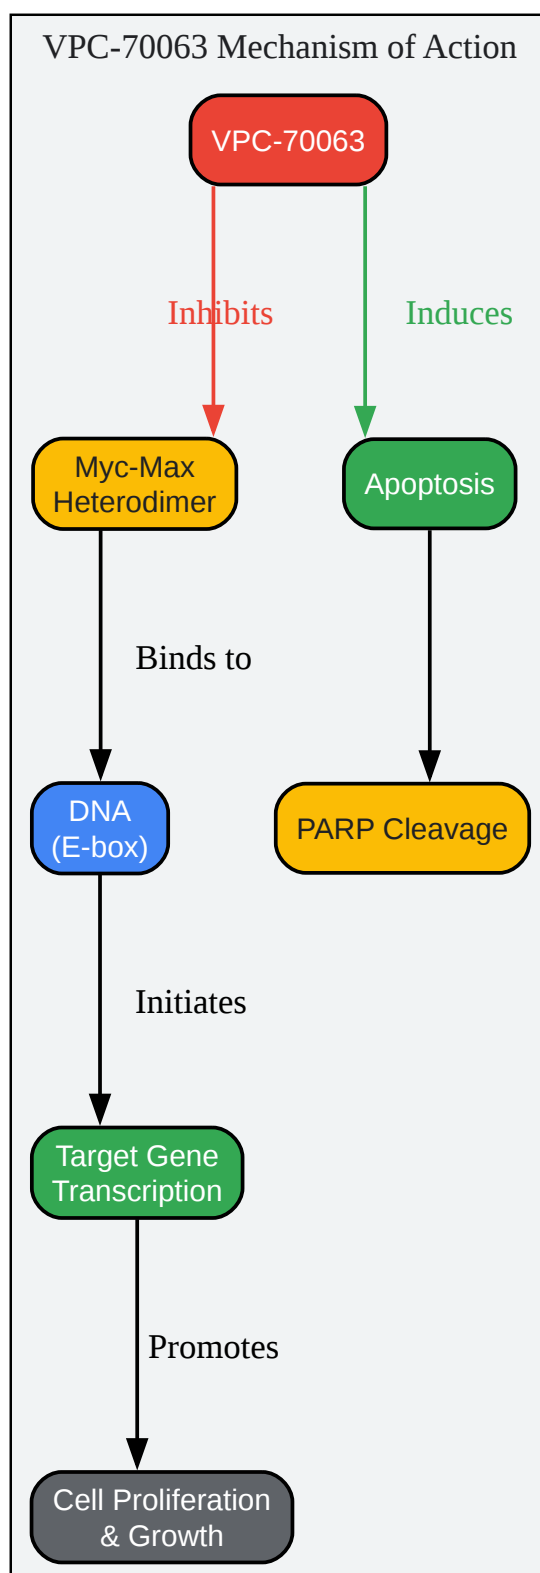 VPC-70063 Mechanism of Action
VPC-70063
Inhibits
Induces
Myc-Max
Heterodimer
Apoptosis
Binds to
DNA
(E-box)
PARP Cleavage
Initiates
Target Gene
Transcription
Promotes
Cell Proliferation
& Growth